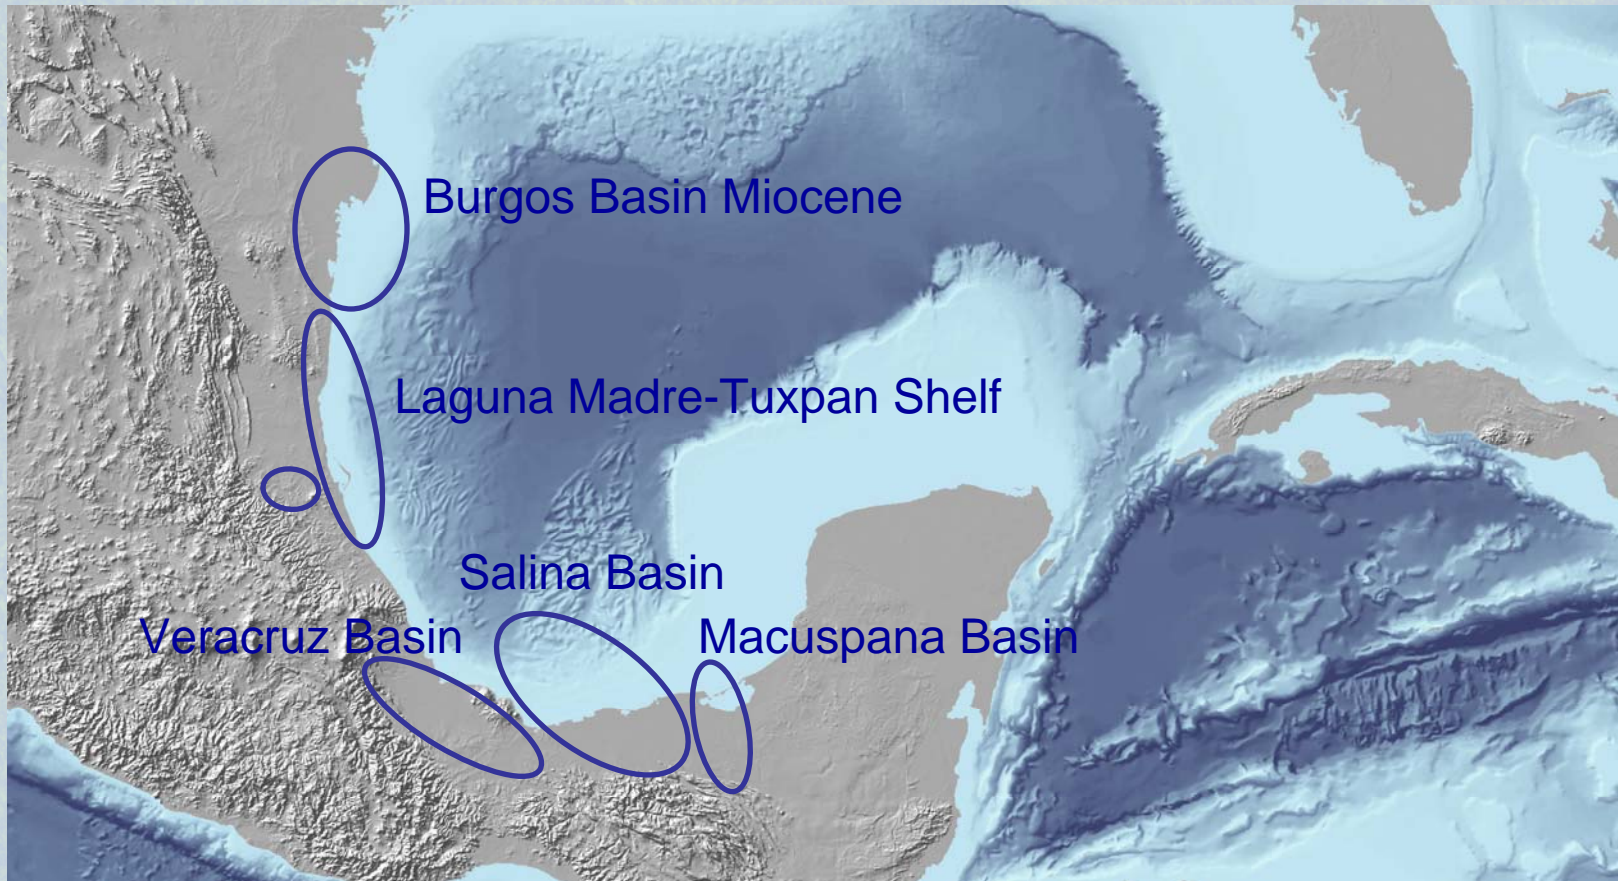 Burgos Basin Miocene
Laguna Madre-Tuxpan Shelf
Salina Basin
Veracruz Basin
Macuspana Basin